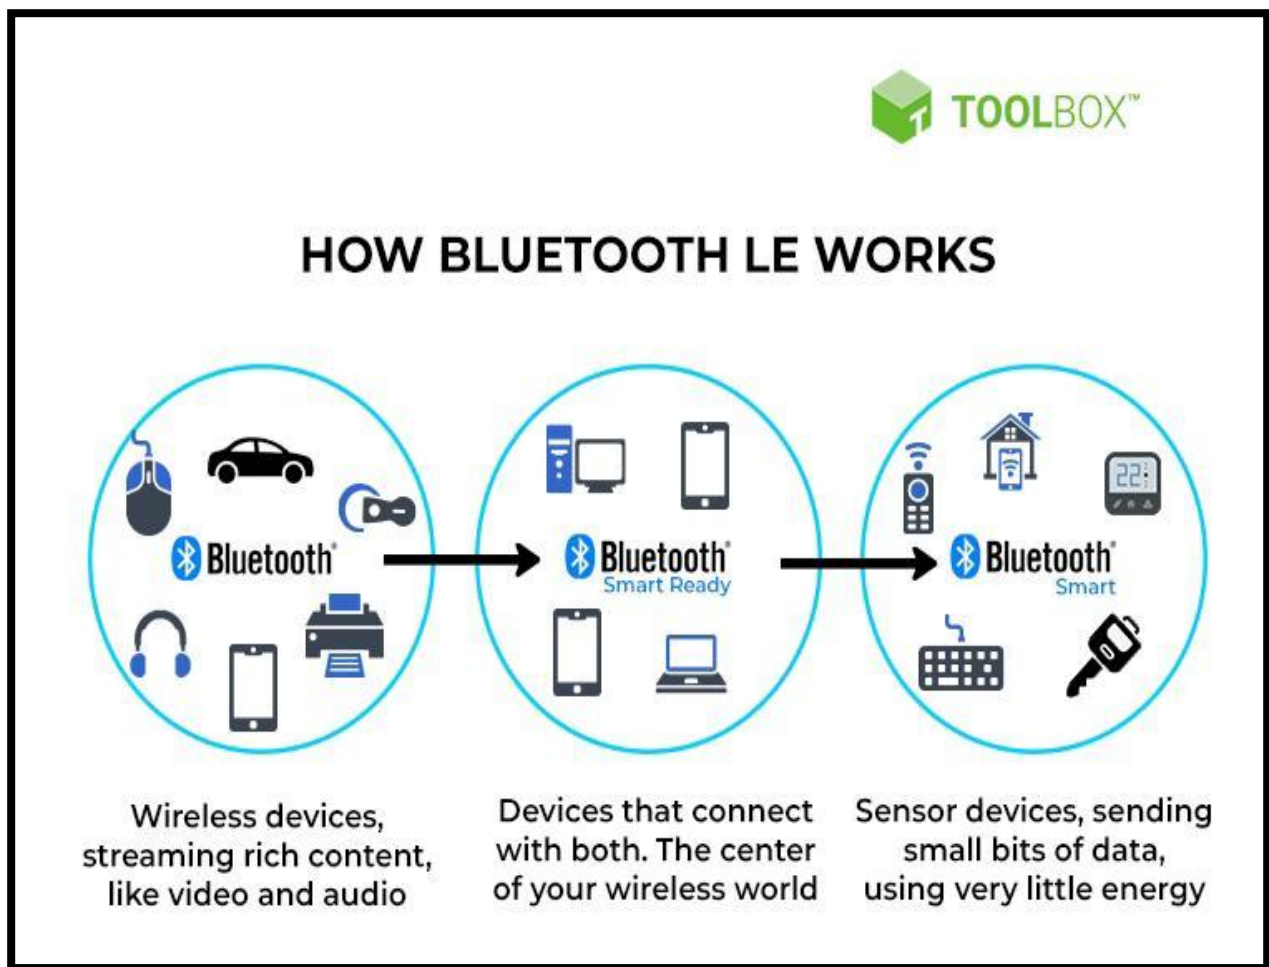 TOOLBOX™
HOW BLUETOOTH LE WORKS
Bluetooth®
Bluetooth®
Smart Ready
22
Bluetooth®
Smart
Wireless devices,
streaming rich content,
like video and audio
Devices that connect
with both. The center
of your wireless world
Sensor devices, sending
small bits of data,
using very little energy